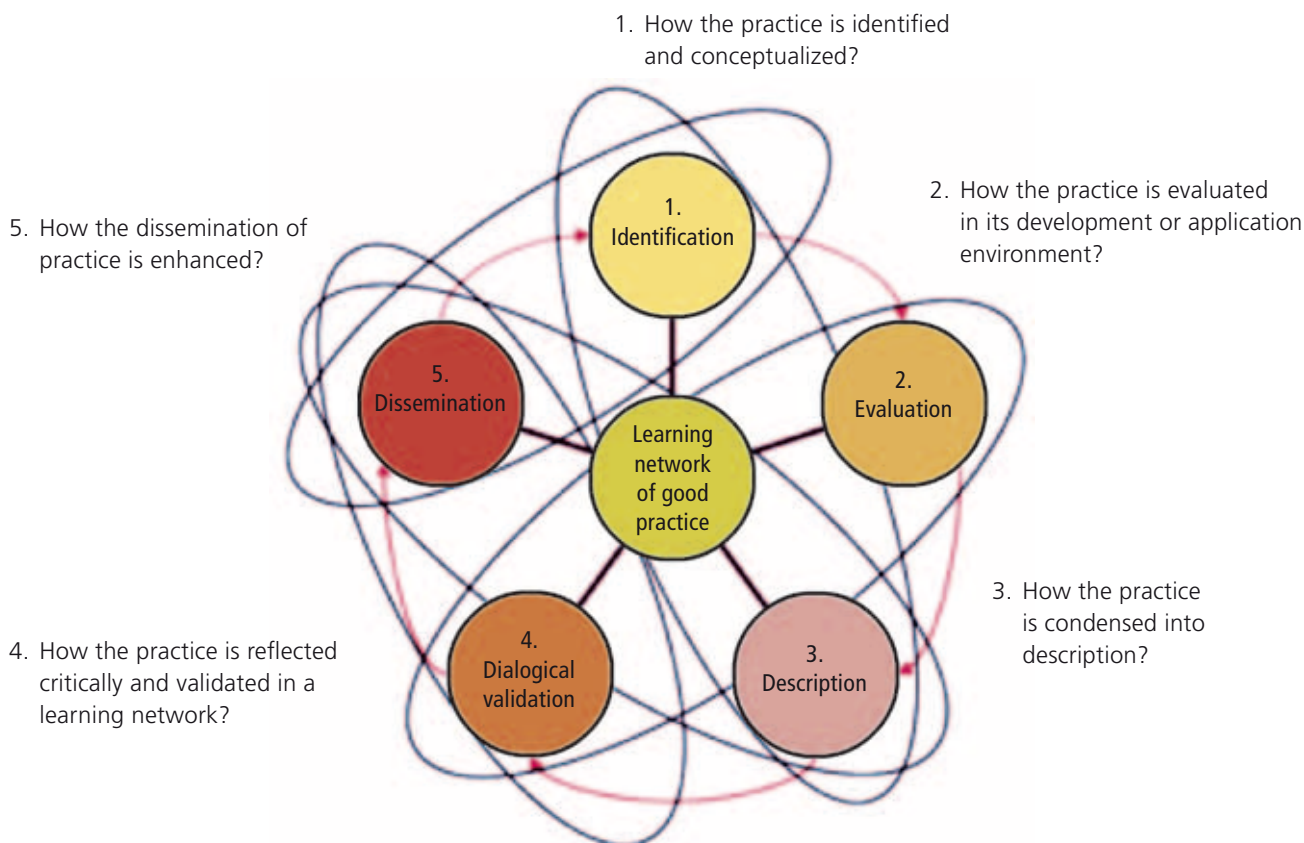 1. How the practice is identified
and conceptualized?
2. How the practice is evaluated
in its development or application
environment?
5. How the dissemination of
practice is enhanced?
1.
Identification
5.
Dissemination
2.
Evaluation
Learning
network
of good
practice
3. How the practice
is condensed into
description?
4. How the practice is reflected
critically and validated in a
learning network?
4.
Dialogical
validation
3.
Description